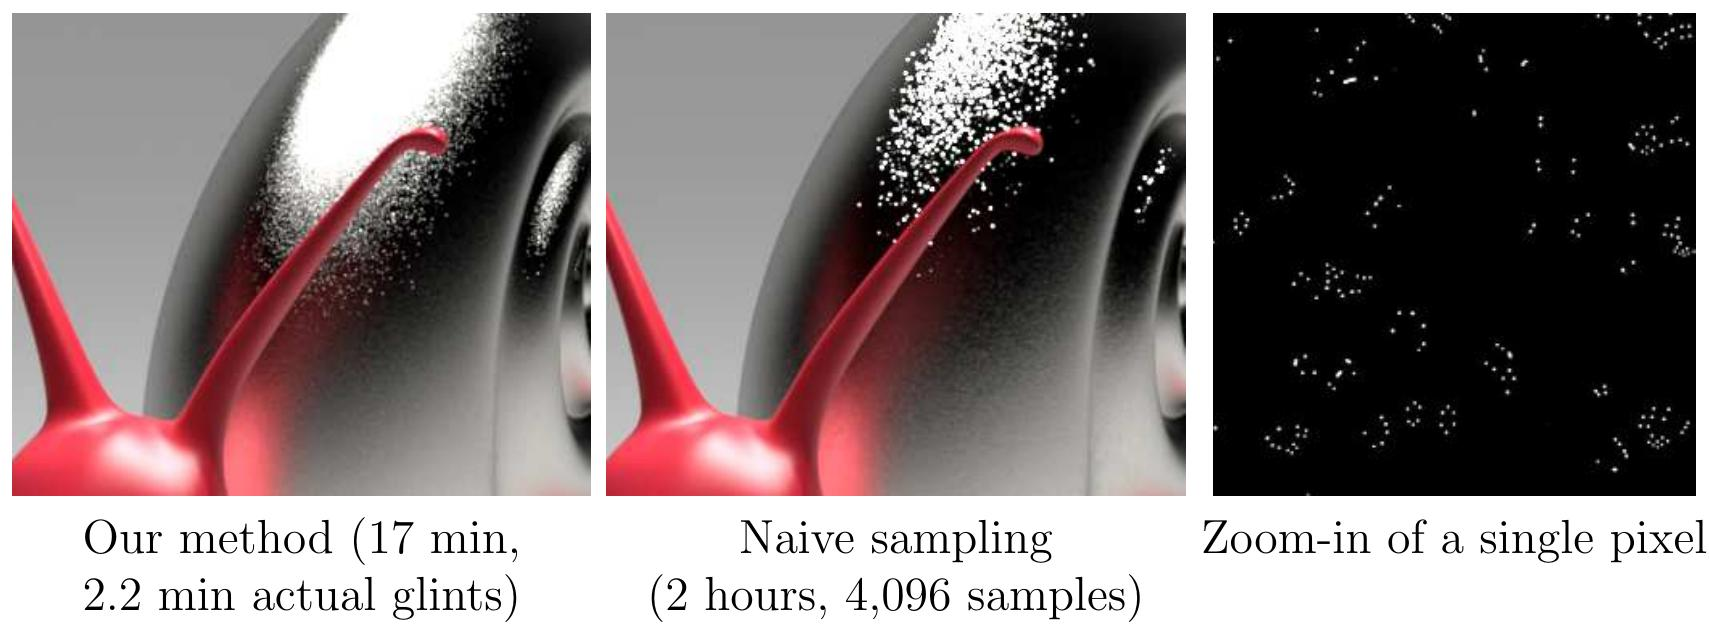 Our method (17 min,
2.2 min actual glints)
Naive sampling
(2 hours, 4,096 samples)
Zoom-in of a single pixel